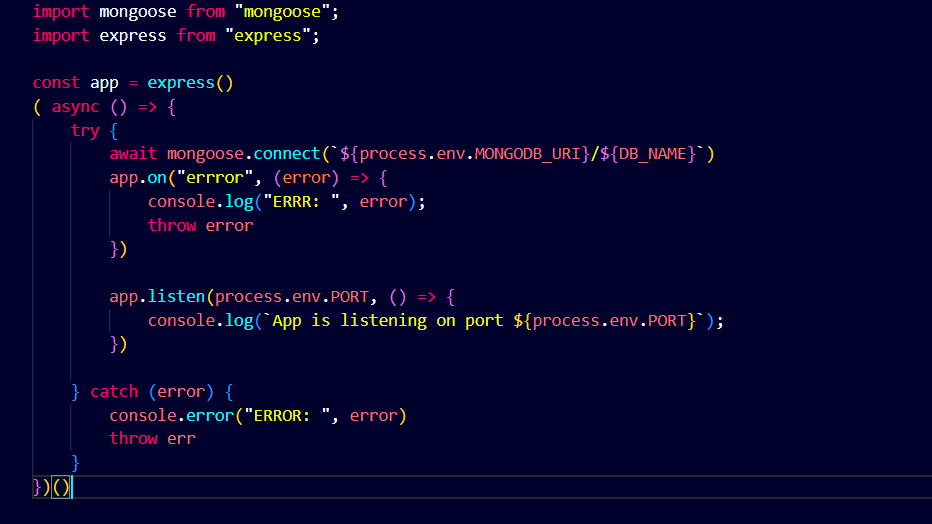 import mongoose from "mongoose";
import express from "express";
const app = express()
( async () => {
try {
await mongoose.connect(`${process.env.MONGODB_URI}/${DB_NAME}`)
app.on("errror", (error) => {
console.log("ERRR: ", error);
throw error
})
app.listen(process.env.PORT, () => {
console.log(`App is listening on port ${process.env.PORT}`);
})
} catch (error) {
console.error("ERROR: ", error)
throw err
}
})()